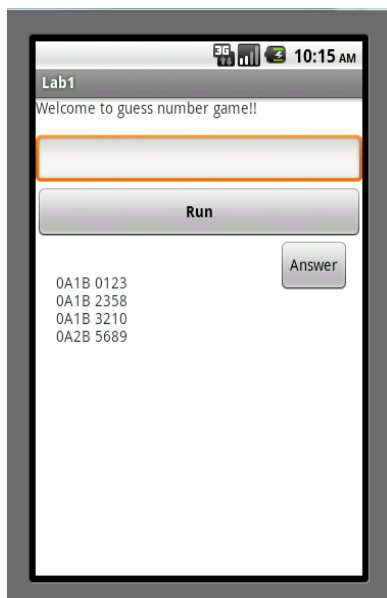 3G 10:15 AM
Lab1
Welcome to guess number game!!
Run
Answer
0A1B 0123
0A1B 2358
0A1B 3210
0A2B 5689